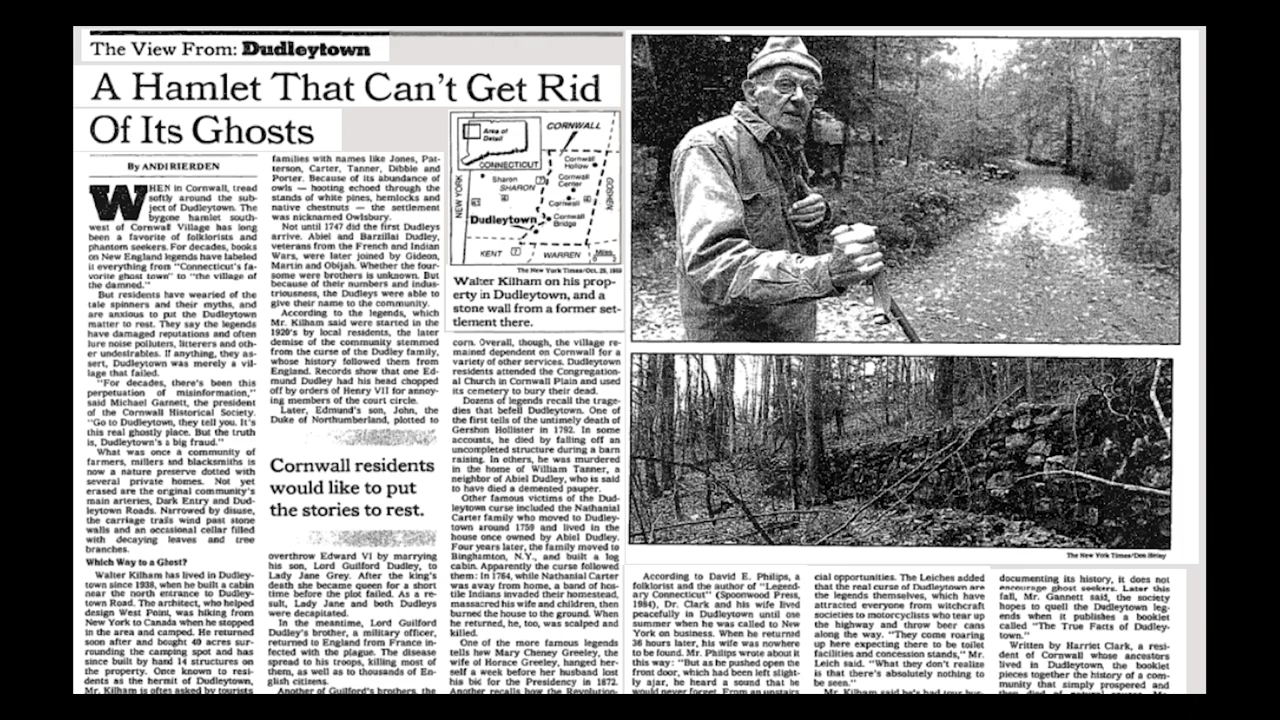 The View From: Dudleytown
A Hamlet That Can't Get Rid
Of Its Ghosts
By ANDI RIERDEN
WHEN in Cornwall, tread
softly around the sub-
ject of Dudleytown. The
bygone hamlet south-
west of Cornwall Village has long
been a favorite of folklorists and
phantom seekers. For decades, books
on New England legends have labeled
it everything from "Connecticut's fa-
vorite ghost town" to "the village of
the damned."
But residents have wearied of the
tale spinners and their myths, and
are anxious to put the Dudleytown
matter to rest. They say the legends
have damaged reputations and often
lure noise polluters, litterers and oth-
er undesirables. If anything, they as-
sert, Dudleytown was merely a vil-
lage that failed.
"For decades, there's been this
perpetuation of misinformation,"
said Michael Garnett, the president
of the Cornwall Historical Society.
"Go to Dudleytown, they tell you. It's
this real ghostly place. But the truth
is, Dudleytown's a big fraud."
What was once a community of
farmers, millers and blacksmiths is
now a nature preserve dotted with
several private homes. Not yet
erased are the original community's
main arteries, Dark Entry and Dud-
leytown Roads. Narrowed by disuse,
the carriage trails wind past stone
walls and an occasional cellar filled
with decaying leaves and tree
branches.
Which Way to a Ghost?
Walter Kilham has lived in Dudley-
town since 1938, when he built a cabin
near the north entrance to Dudley-
town Road. The architect, who helped
design West Point, was hiking from
New York to Canada when he stopped
in the area and camped. He returned
soon after and bought 40 acres sur-
rounding the camping spot and has
since built by hand 14 structures on
the property. Once known to resi-
dents as the hermit of Dudleytown,
Mr. Kilham is often asked by tourists
families with names like Jones, Pat-
terson, Carter, Tanner, Dibble and
Porter. Because of its abundance of
owls — hooting echoed through the
stands of white pines, hemlocks and
native chestnuts — the settlement
was nicknamed Owlsbury.
Not until 1747 did the first Dudleys
arrive. Abiel and Barzillai Dudley,
veterans from the French and Indian
Wars, were later joined by Gideon,
Martin and Obijah. Whether the four-
some were brothers is unknown. But
because of their numbers and indus-
triousness, the Dudleys were able to
give their name to the community.
According to the legends, which
Mr. Kilham said were started in the
1920's by local residents, the later
demise of the community stemmed
from the curse of the Dudley family,
whose history followed them from
England. Records show that one Ed-
mund Dudley had his head chopped
off by orders of Henry VII for annoy-
ing members of the court circle.
Later, Edmund's son, John, the
Duke of Northumberland, plotted to
Cornwall residents
would like to put
the stories to rest.
overthrow Edward VI by marrying
his son, Lord Guilford Dudley, to
Lady Jane Grey. After the king's
death she became queen for a short
time before the plot failed. As a re-
sult, Lady Jane and both Dudleys
were decapitated.
In the meantime, Lord Guilford
Dudley's brother, a military officer,
returned to England from France in-
fected with the plague. The disease
spread to his troops, killing most of
them, as well as to thousands of En-
glish citizens.
Another of Guilford's brothers, the
Area of
Detail
CONNECTICUT
CORNWALL
Cornwall
Hollow
Sharon
SHARON
7
Cornwall
Center
NEW YORK
GOSHEN
Cornwall
4
Dudleytown
Cornwall
Bridge
KENT
7
WARREN
Miles
The New York Times/Oct. 29, 1989
Walter Kilham on his prop-
erty in Dudleytown, and a
stone wall from a former set-
tlement there.
corn. Overall, though, the village re-
mained dependent on Cornwall for a
variety of other services. Dudleytown
residents attended the Congregation-
al Church in Cornwall Plain and used
its cemetery to bury their dead.
Dozens of legends recall the trage-
dies that befell Dudleytown. One of
the first tells of the untimely death of
Gershon Hollister in 1792. In some
accounts, he died by falling off an
uncompleted structure during a barn
raising. In others, he was murdered
in the home of William Tanner, a
neighbor of Abiel Dudley, who is said
to have died a demented pauper.
Other famous victims of the Dud-
leytown curse included the Nathanial
Carter family who moved to Dudley-
town around 1759 and lived in the
house once owned by Abiel Dudley.
Four years later, the family moved to
Binghamton, N.Y., and built a log
cabin. Apparently the curse followed
them: In 1764, while Nathanial Carter
was away from home, a band of hos-
tile Indians invaded their homestead,
massacred his wife and children, then
burned the house to the ground. When
he returned, he, too, was scalped and
killed.
One of the more famous legends
tells how Mary Cheney Greeley, the
wife of Horace Greeley, hanged her-
self a week before her husband lost
his bid for the Presidency in 1872.
Another recalls how the Revolution-
The New York Times/Don Heiny
According to David E. Philips, a
folklorist and the author of "Legend-
ary Connecticut" (Spoonwood Press,
1984), Dr. Clark and his wife lived
peacefully in Dudleytown until one
summer when he was called to New
York on business. When he returned
36 hours later, his wife was nowhere
to be found. Mr. Philips wrote about it
this way: "But as he pushed open the
front door, which had been left slight-
ly ajar, he heard a sound that he
would never forget. From an upstairs
cial opportunities. The Leiches added
that the real curse of Dudleytown are
the legends themselves, which have
attracted everyone from witchcraft
societies to motorcyclists who tear up
the highway and throw beer cans
along the way. "They come roaring
up here expecting there to be toilet
facilities and concession stands," Mr.
Leich said. "What they don't realize
is that there's absolutely nothing to
be seen."
Mr. Kilham said he's had tour bus-
documenting its history, it does not
encourage ghost seekers. Later this
fall, Mr. Gannett said, the society
hopes to quell the Dudleytown leg-
ends when it publishes a booklet
called "The True Facts of Dudley-
town."
Written by Harriet Clark, a resi-
dent of Cornwall whose ancestors
lived in Dudleytown, the booklet
pieces together the history of a com-
munity that simply prospered and